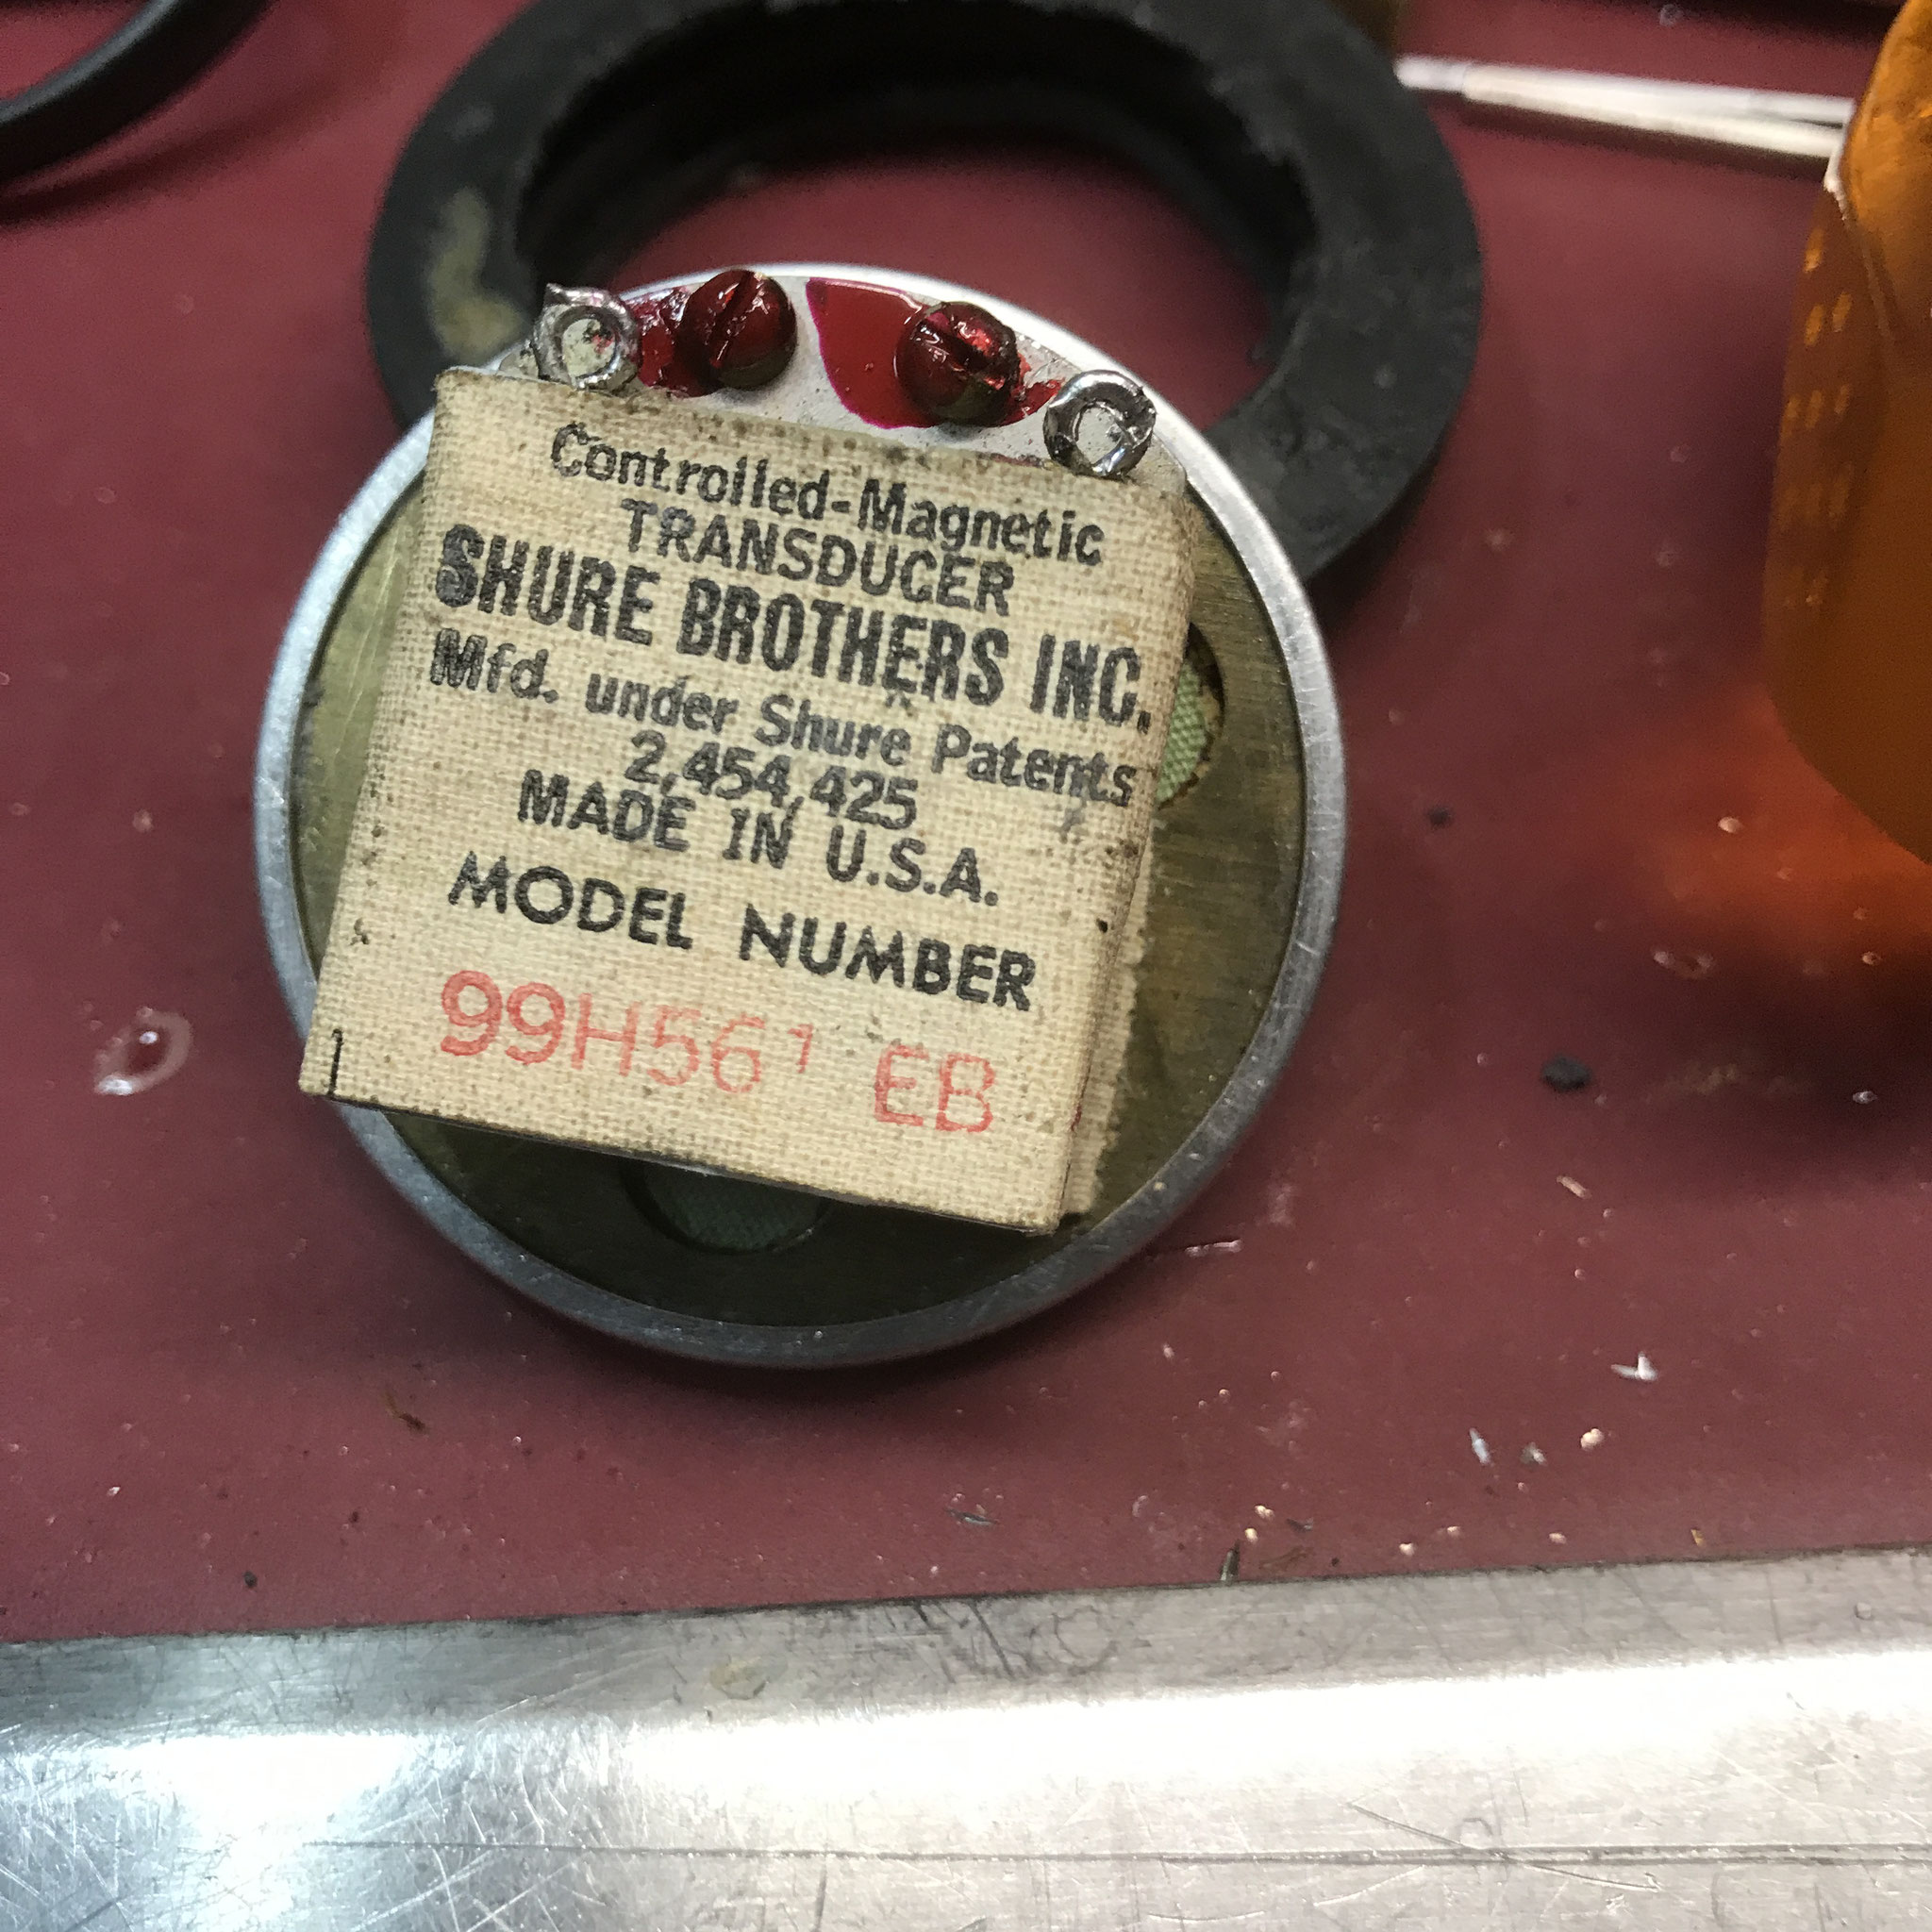 Controlled-Magnetic
TRANSDUCER
SHURE BROTHERS INC.
Mfd. under Shure Patents
2,454,425
MADE IN U.S.A.
MODEL NUMBER
99H561 EB